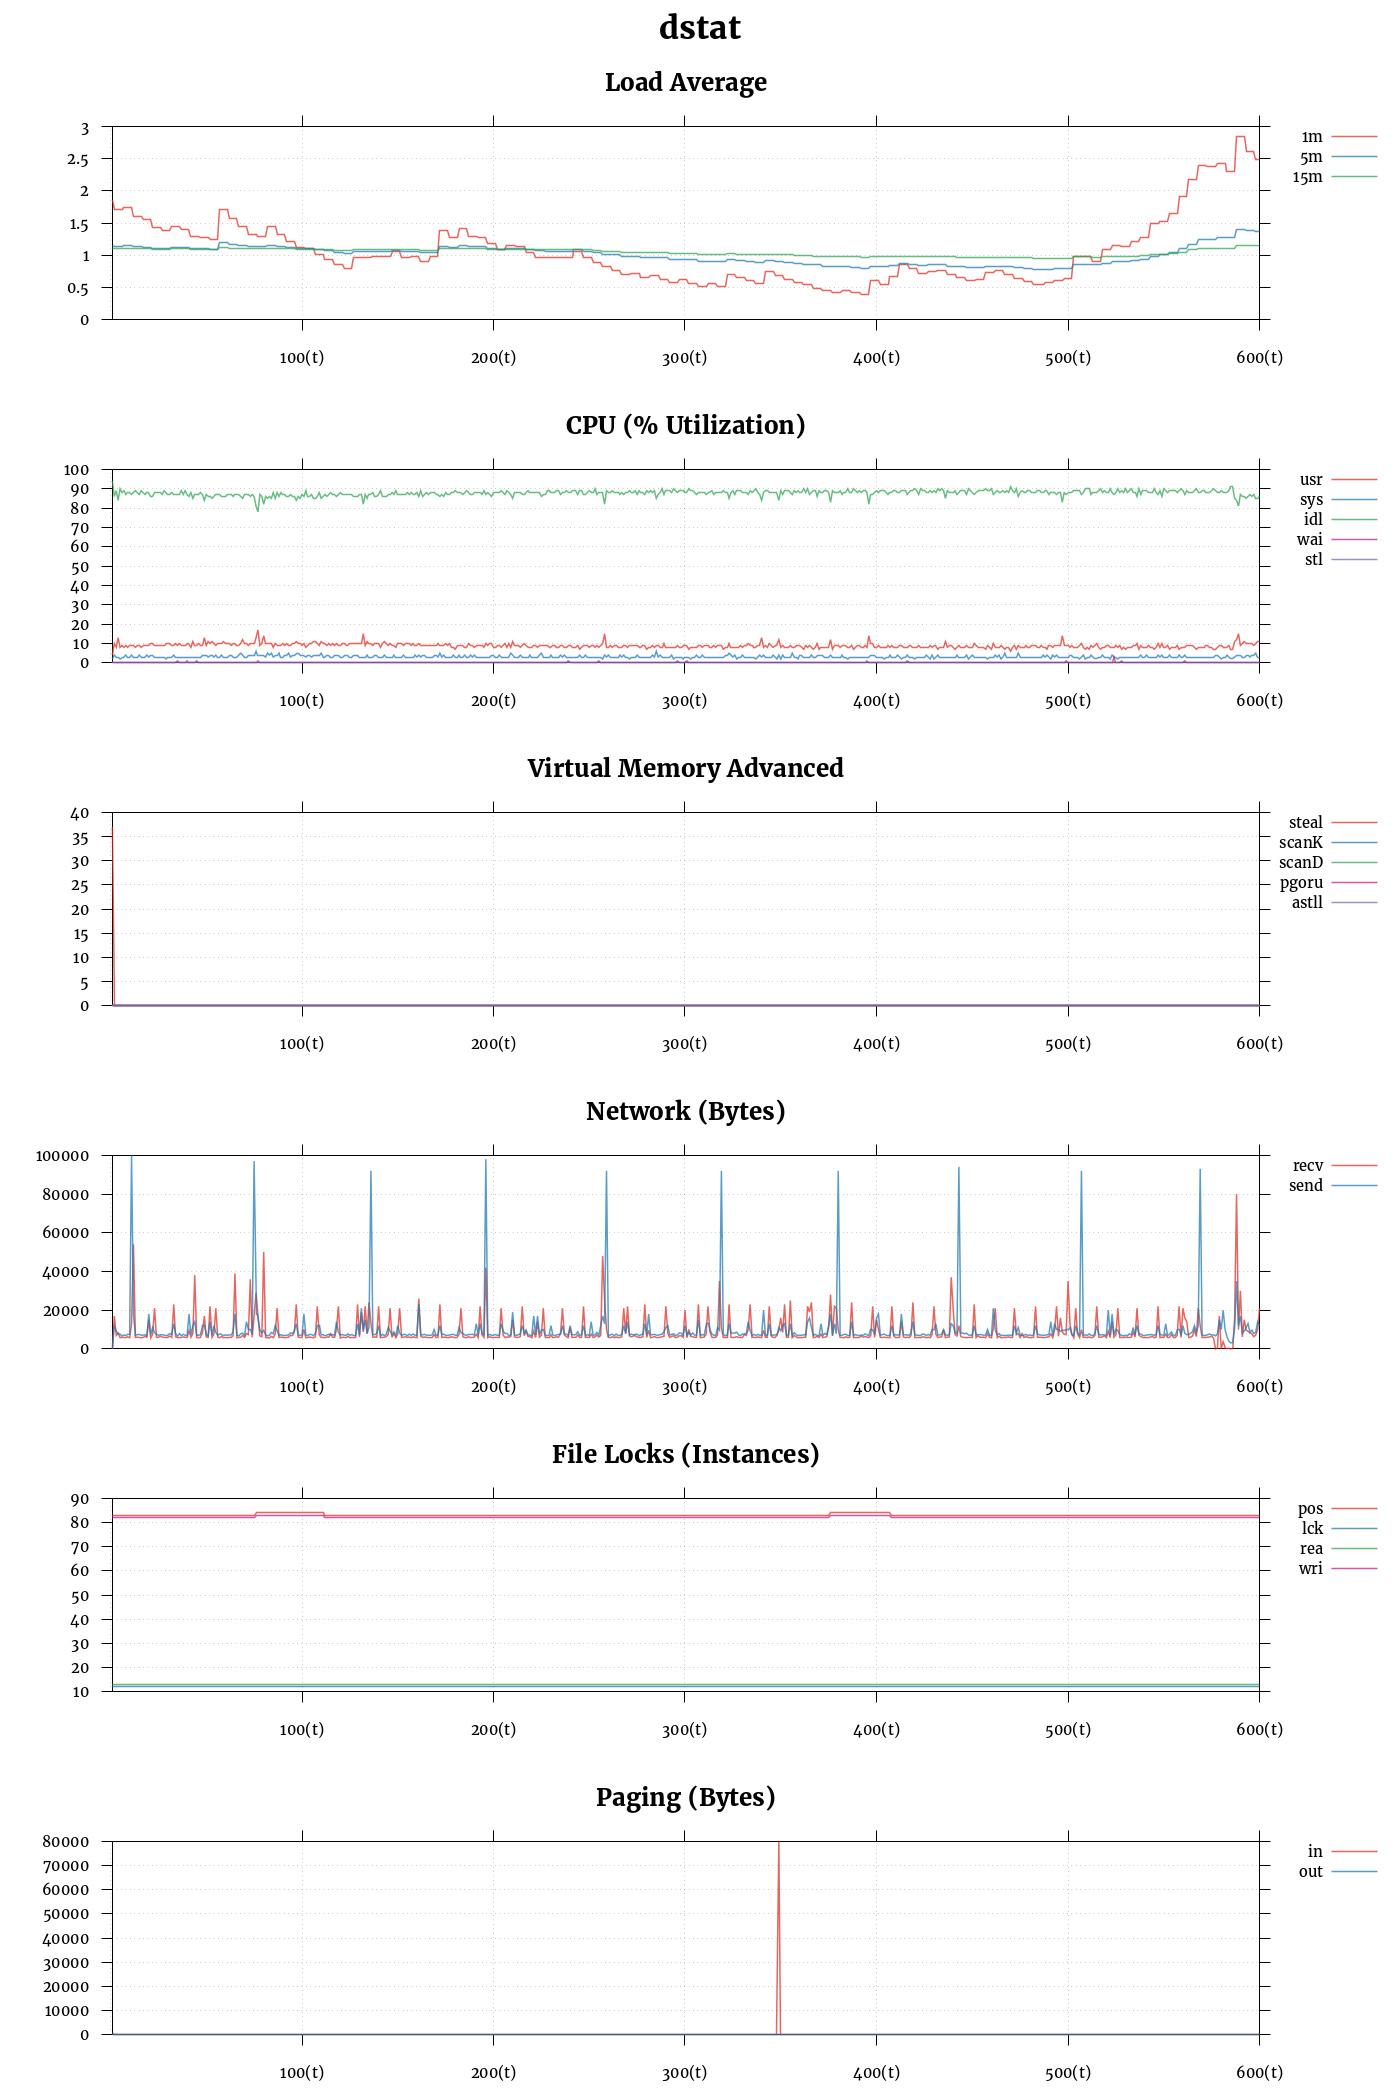 dstat
Load Average
3
2.5
2
1.5
1
0.5
0
100(t) 200(t) 300(t) 400(t) 500(t) 600(t)
1m
5m
15m
CPU (% Utilization)
100
90
80
70
60
50
40
30
20
10
0
100(t) 200(t) 300(t) 400(t) 500(t) 600(t)
usr
sys
idl
wai
stl
Virtual Memory Advanced
40
35
30
25
20
15
10
5
0
100(t) 200(t) 300(t) 400(t) 500(t) 600(t)
steal
scanK
scanD
pgoru
astll
Network (Bytes)
100000
80000
60000
40000
20000
0
100(t) 200(t) 300(t) 400(t) 500(t) 600(t)
recv
send
File Locks (Instances)
90
80
70
60
50
40
30
20
10
100(t) 200(t) 300(t) 400(t) 500(t) 600(t)
pos
lck
rea
wri
Paging (Bytes)
80000
70000
60000
50000
40000
30000
20000
10000
0
100(t) 200(t) 300(t) 400(t) 500(t) 600(t)
in
out